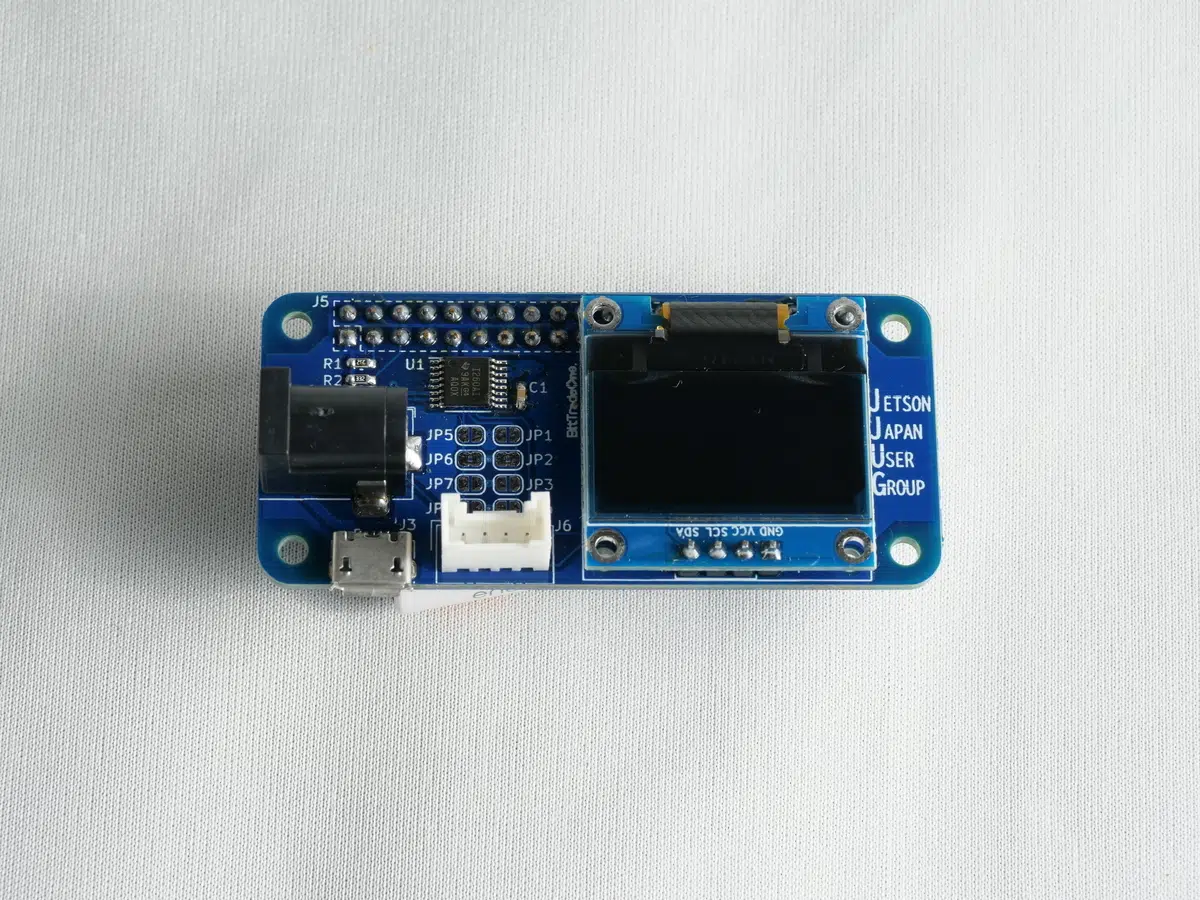 J5
R1
U1
R2
C1
BitTradeOne.
JP5
JP1
JP6
JP2
JP7
JP3
J3
J6
GND VCC SCL SDA
JETSON
JAPAN
USER
GROUP